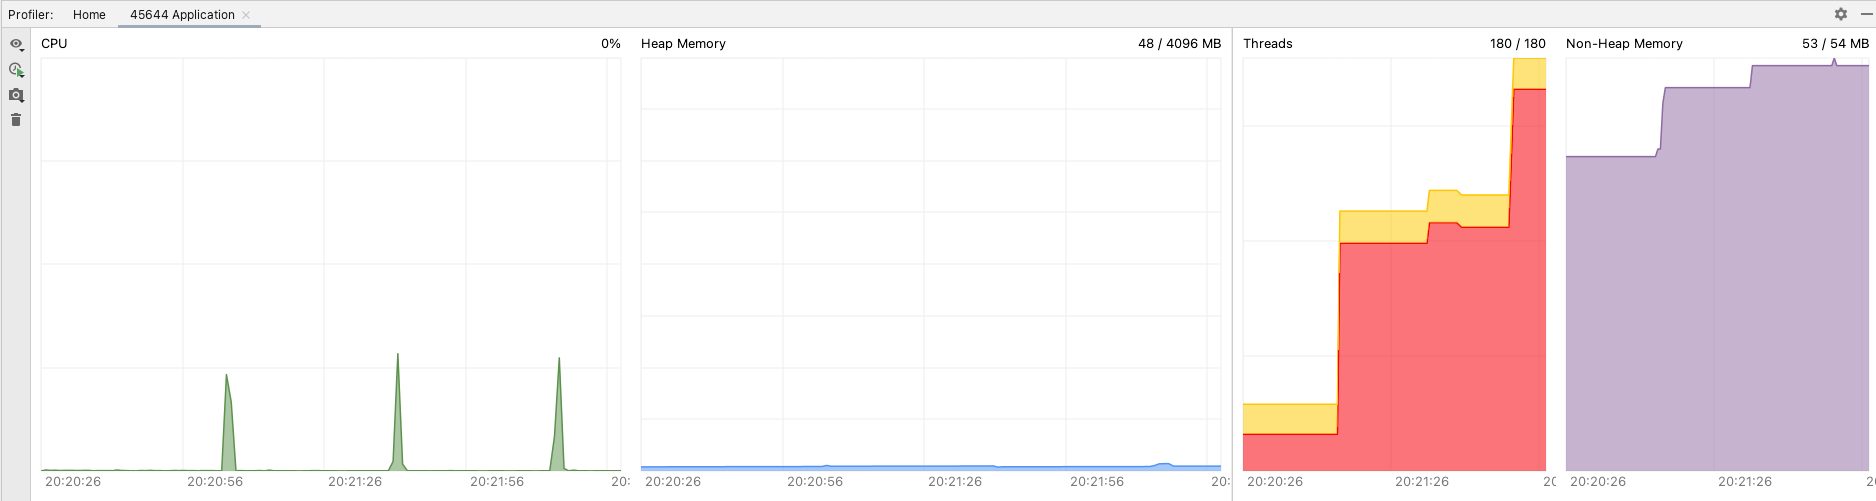 Profiler: Home 45644 Application
CPU 0% Heap Memory 48 / 4096 MB Threads 180 / 180 Non-Heap Memory 53 / 54 MB
20:20:26 20:20:56 20:21:26 20:21:56 20: 20:20:26 20:20:56 20:21:26 20:21:56 20: 20:20:26 20:21:26 20 20:20:26 20:21:26 2